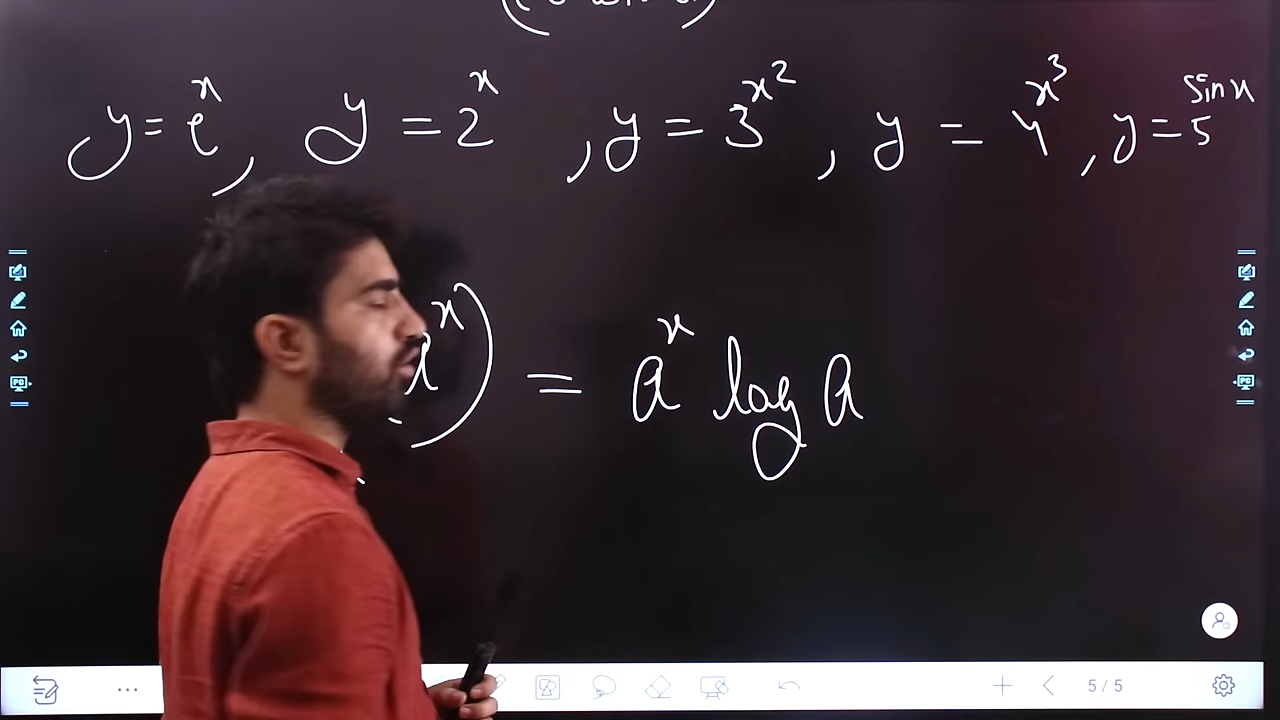 y = e^x, y = 2^x, y = 3^x^2, y = 4^x^3, y = 5^sin x
x) = a^x log a
5 / 5